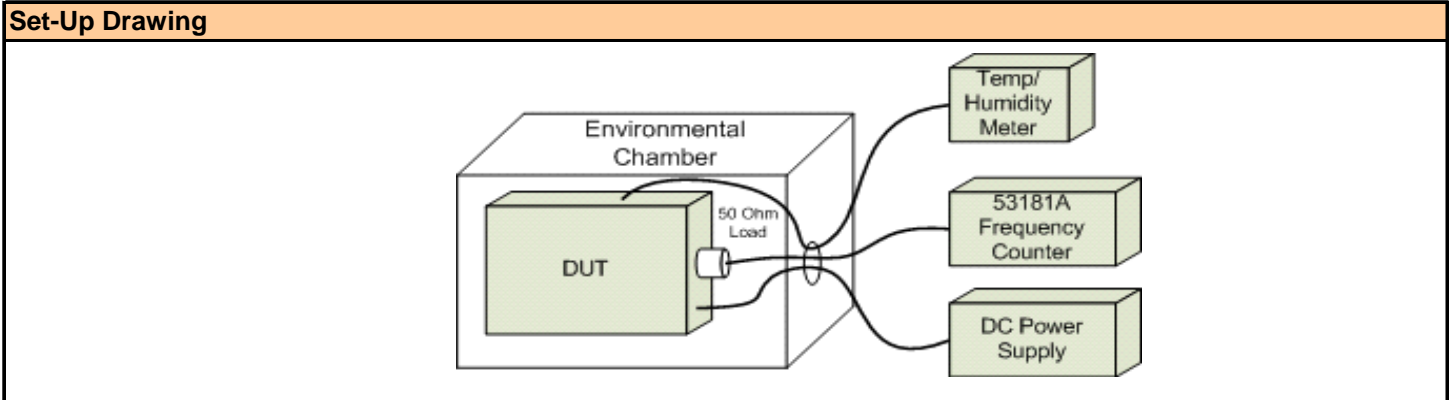 Set-Up Drawing
Temp/
Humidity
Meter
Environmental
Chamber
50 Ohm
Load
53181A
Frequency
Counter
DUT
DC Power
Supply